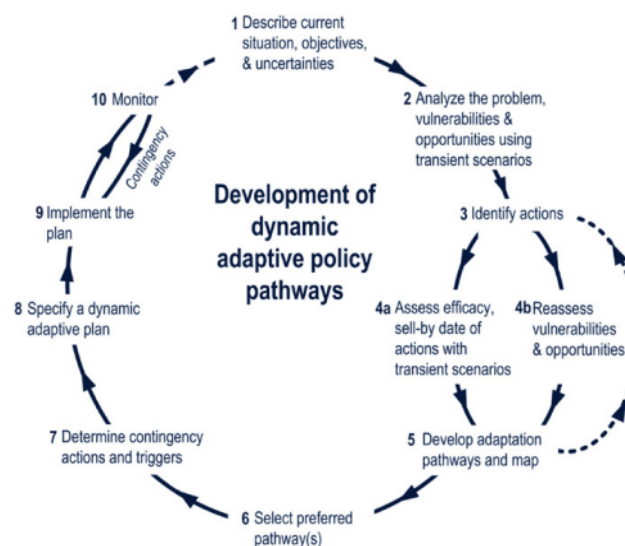 1 Describe current
situation, objectives,
& uncertainties
2 Analyze the problem,
vulnerabilities &
opportunities using
transient scenarios
3 Identify actions
4a Assess efficacy,
sell-by date of
actions with
transient scenarios
4b Reassess
vulnerabilities
& opportunities
5 Develop adaptation
pathways and map
6 Select preferred
pathway(s)
7 Determine contingency
actions and triggers
8 Specify a dynamic
adaptive plan
9 Implement the
plan
10 Monitor
Contingency
actions
Development of
dynamic
adaptive policy
pathways